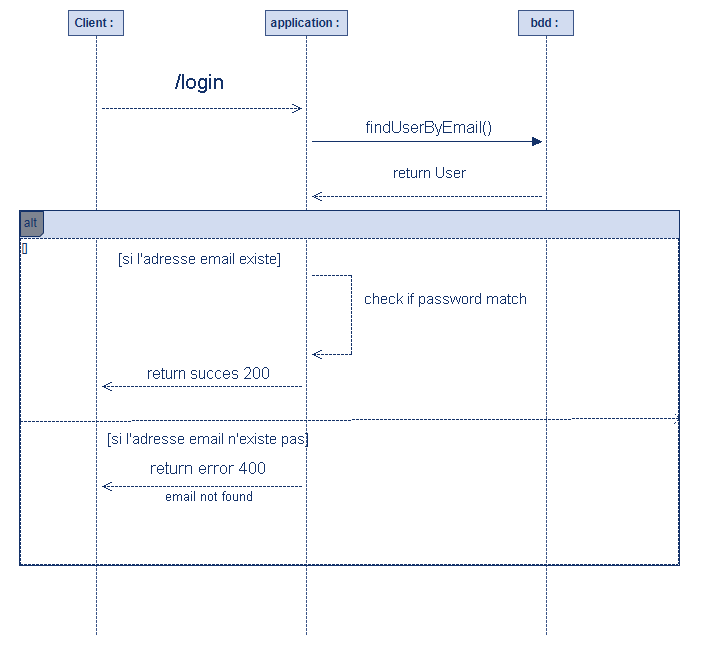 Client :
application :
bdd :
/login
findUserByEmail()
return User
alt
[]
[si l'adresse email existe]
check if password match
return succes 200
[si l'adresse email n'existe pas]
return error 400
email not found